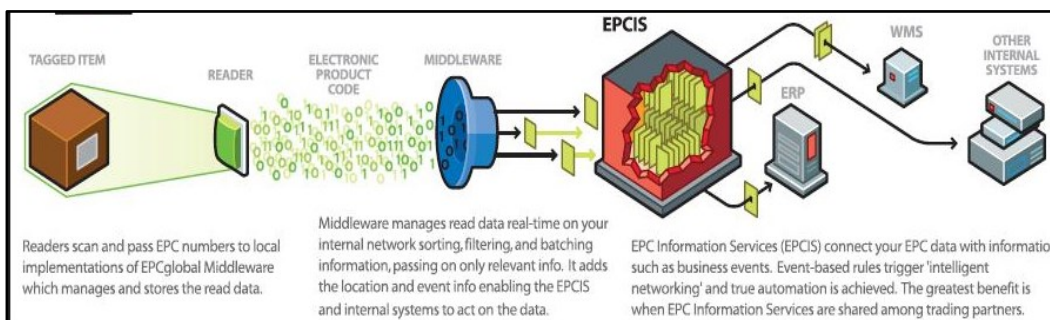 EPCIS
WMS
TAGGED ITEM
READER
ELECTRONIC
PRODUCT
CODE
MIDDLEWARE
OTHER
INTERNAL
SYSTEMS
ERP
Readers scan and pass EPC numbers to local
implementations of EPCglobal Middleware
which manages and stores the read data.
Middleware manages read data real-time on your
internal network sorting, filtering, and batching
information, passing on only relevant info. It adds
the location and event info enabling the EPCIS
and internal systems to act on the data.
EPC Information Services (EPCIS) connect your EPC data with informatio
such as business events. Event-based rules trigger 'intelligent
networking' and true automation is achieved. The greatest benefit is
when EPC Information Services are shared among trading partners.